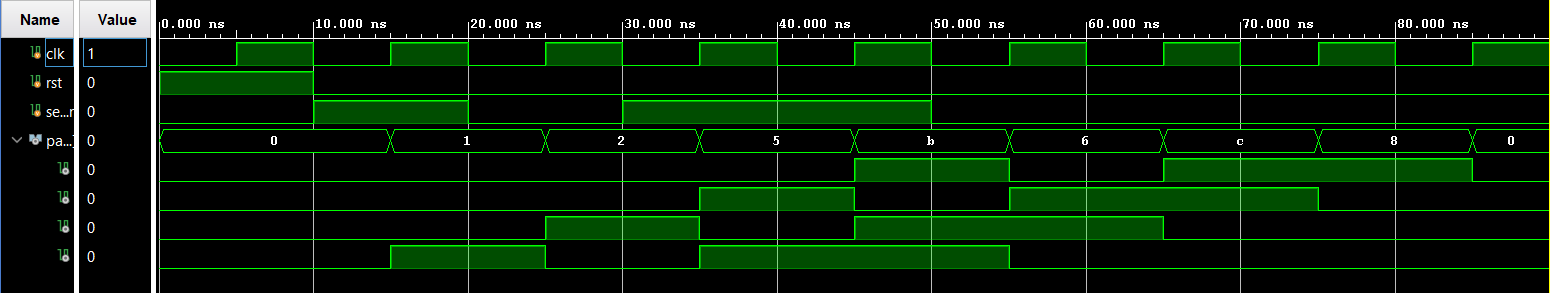 Name Value
0.000 ns 10.000 ns 20.000 ns 30.000 ns 40.000 ns 50.000 ns 60.000 ns 70.000 ns 80.000 ns
clk 1
rst 0
se...r 0
pa..._ 0 0 1 2 5 b 6 c 8 0
0
0
0
0